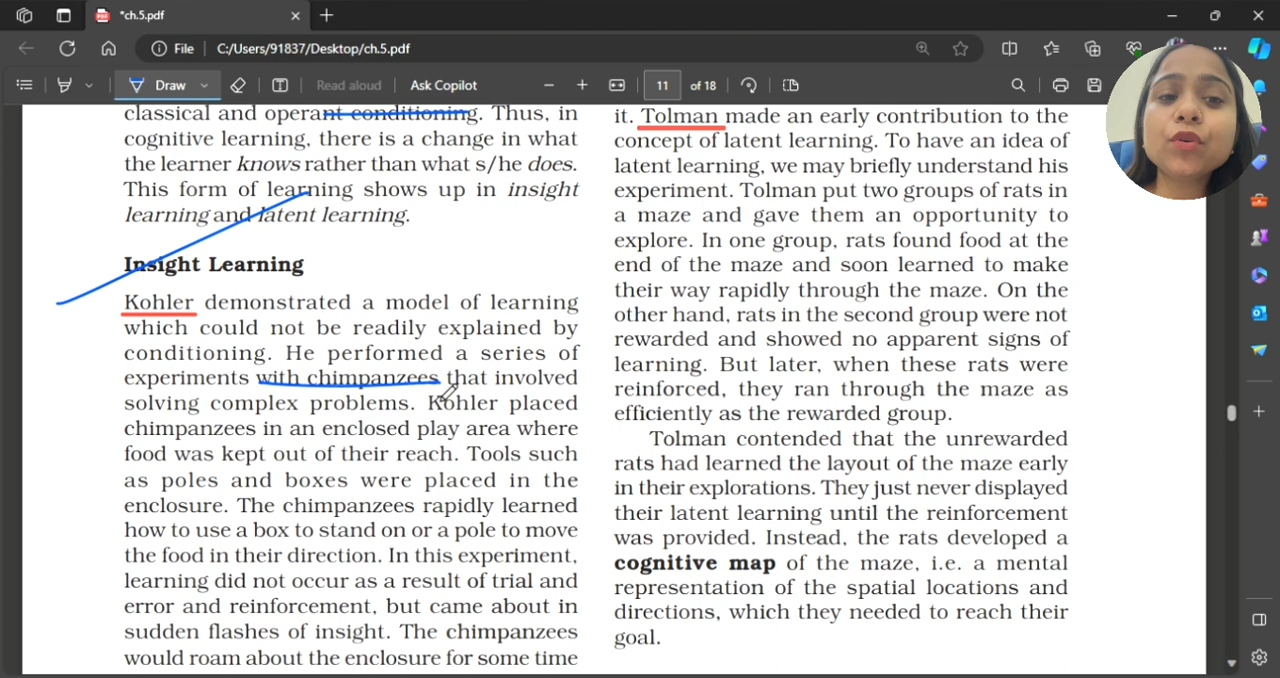 *ch.5.pdf
File
C:/Users/91837/Desktop/ch.5.pdf
Draw
Read aloud
Ask Copilot
11
of 18
classical and operant conditioning. Thus, in
cognitive learning, there is a change in what
the learner knows rather than what s/he does.
This form of learning shows up in insight
learning and latent learning.
Insight Learning
Kohler demonstrated a model of learning
which could not be readily explained by
conditioning. He performed a series of
experiments with chimpanzees that involved
solving complex problems. Kohler placed
chimpanzees in an enclosed play area where
food was kept out of their reach. Tools such
as poles and boxes were placed in the
enclosure. The chimpanzees rapidly learned
how to use a box to stand on or a pole to move
the food in their direction. In this experiment,
learning did not occur as a result of trial and
error and reinforcement, but came about in
sudden flashes of insight. The chimpanzees
would roam about the enclosure for some time
it. Tolman made an early contribution to the
concept of latent learning. To have an idea of
latent learning, we may briefly understand his
experiment. Tolman put two groups of rats in
a maze and gave them an opportunity to
explore. In one group, rats found food at the
end of the maze and soon learned to make
their way rapidly through the maze. On the
other hand, rats in the second group were not
rewarded and showed no apparent signs of
learning. But later, when these rats were
reinforced, they ran through the maze as
efficiently as the rewarded group.
Tolman contended that the unrewarded
rats had learned the layout of the maze early
in their explorations. They just never displayed
their latent learning until the reinforcement
was provided. Instead, the rats developed a
cognitive map of the maze, i.e. a mental
representation of the spatial locations and
directions, which they needed to reach their
goal.